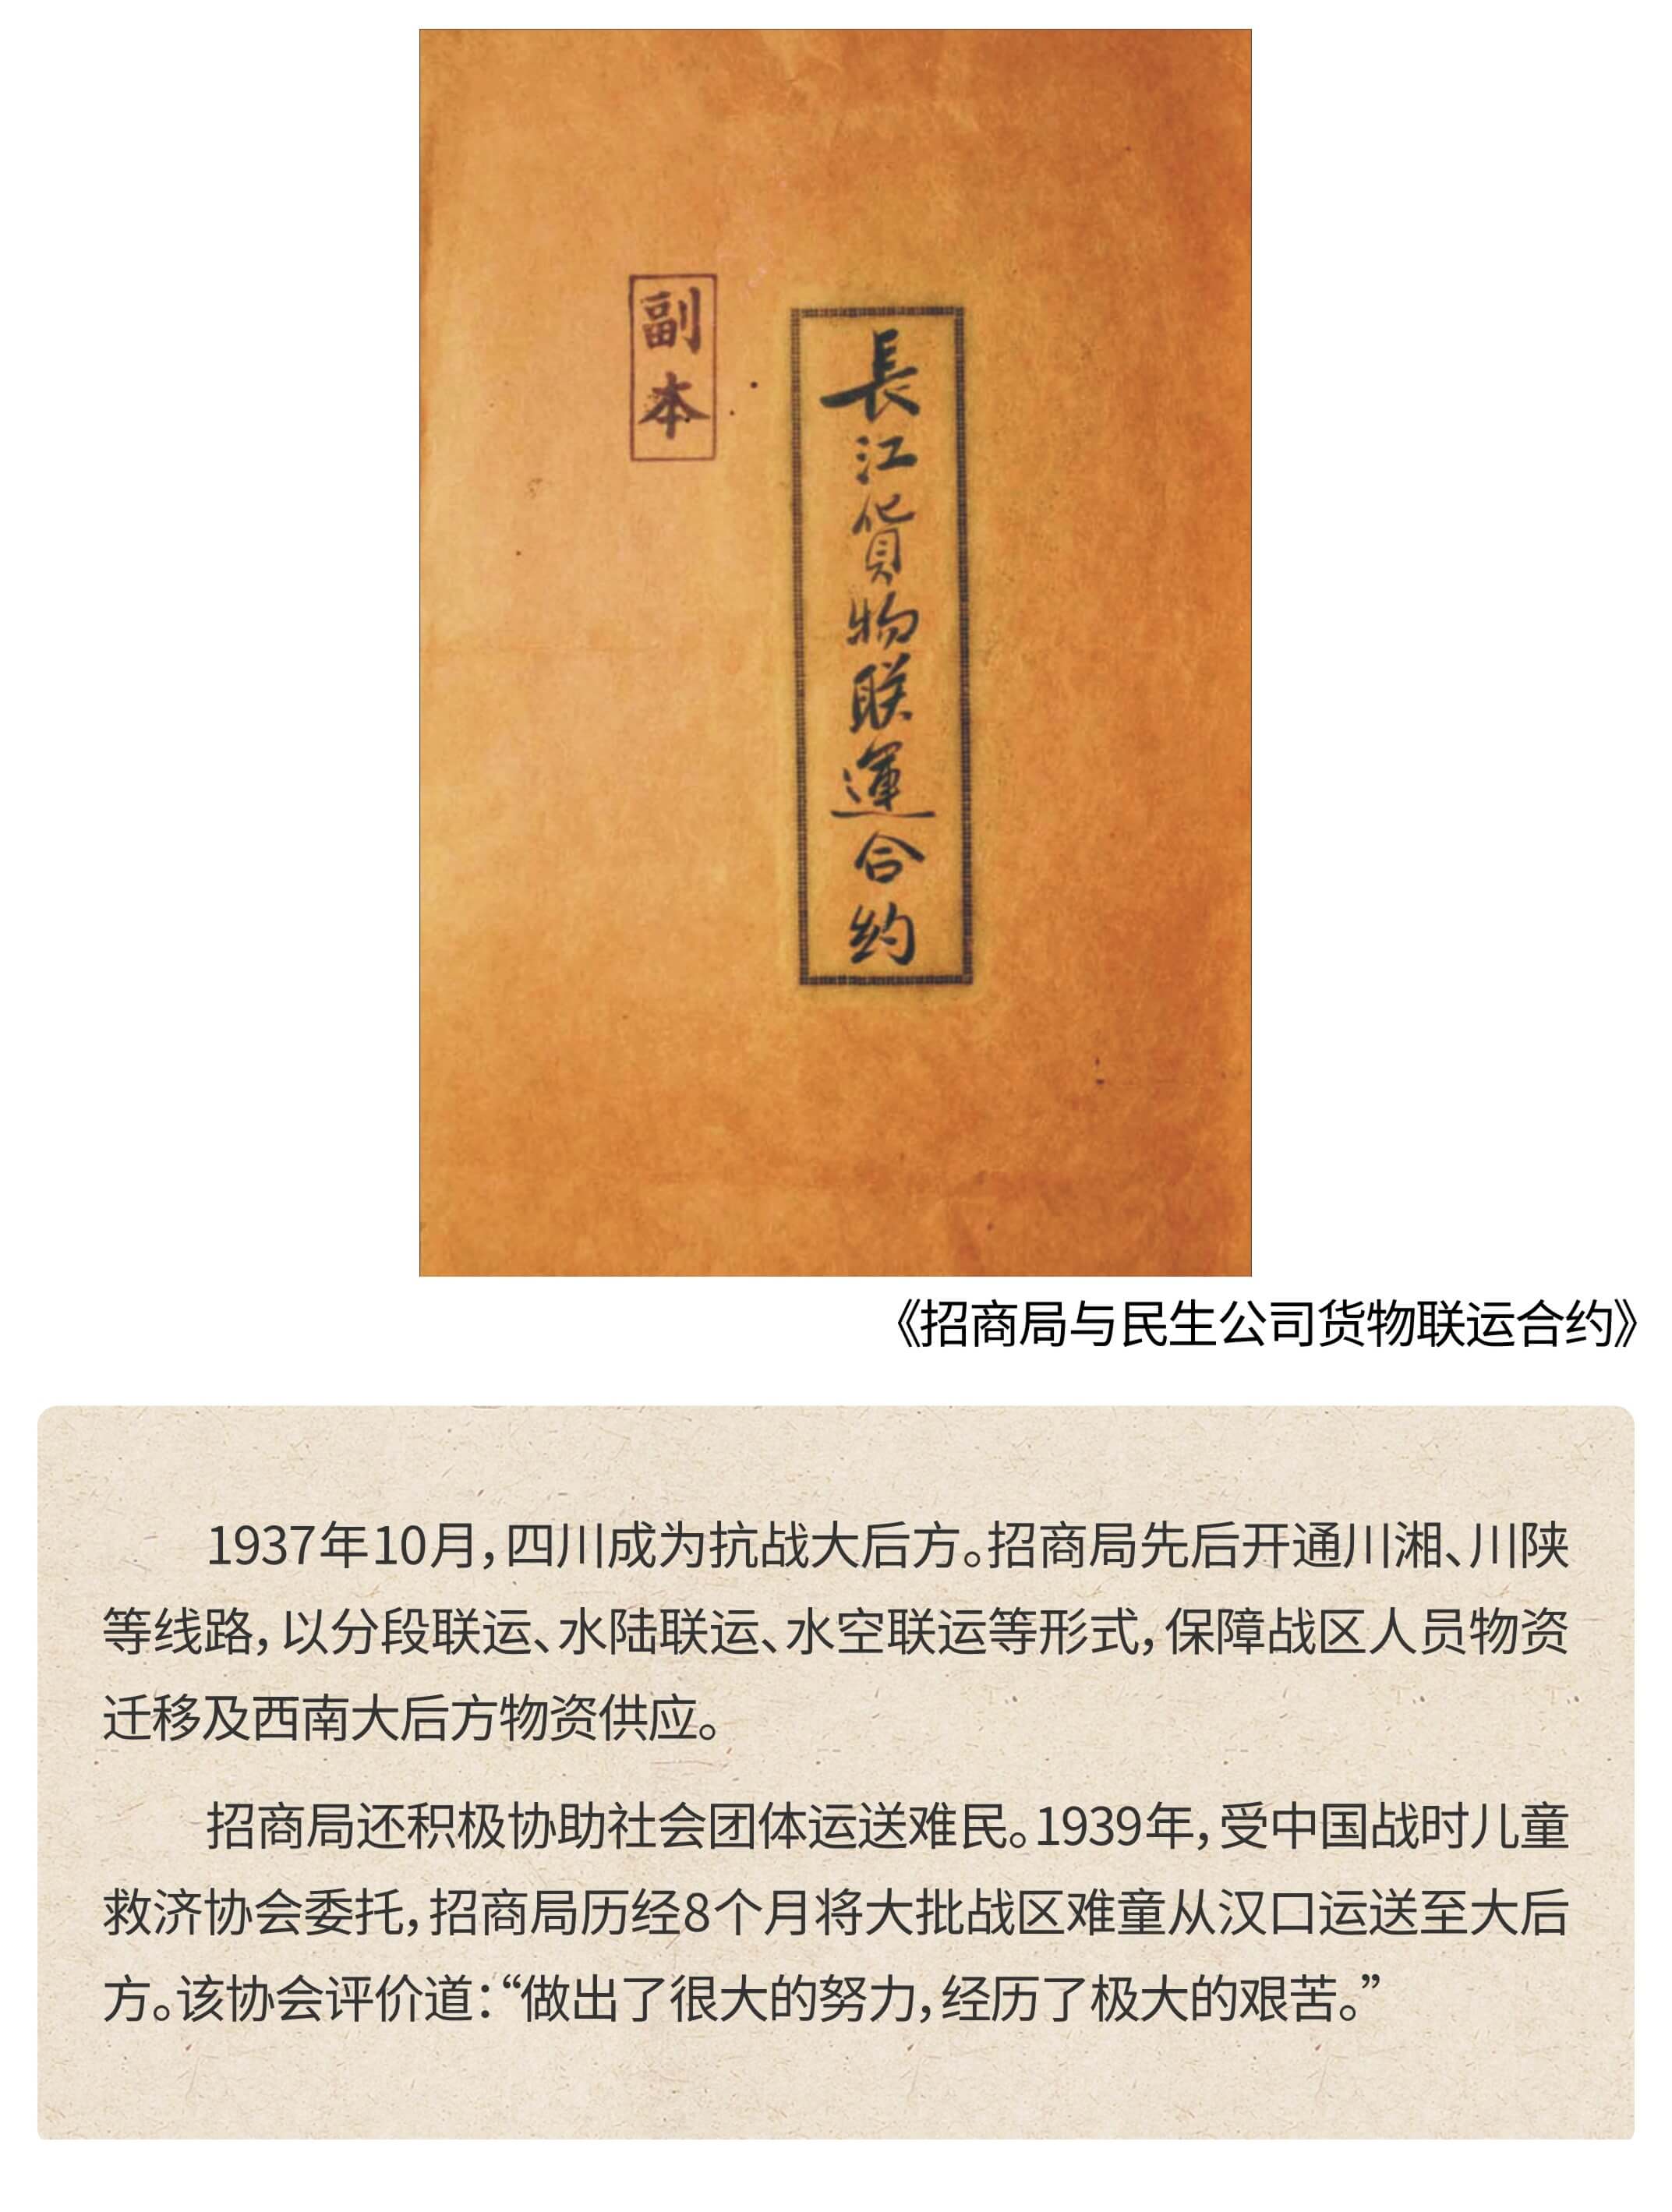 副本
長江貨物联運合约
《招商局与民生公司货物联运合约》
1937年10月，四川成为抗战大后方。招商局先后开通川湘、川陕
等线路，以分段联运、水陆联运、水空联运等形式，保障战区人员物资
迁移及西南大后方物资供应。
招商局还积极协助社会团体运送难民。1939年，受中国战时儿童
救济协会委托，招商局历经8个月将大批战区难童从汉口运送至大后
方。该协会评价道：“做出了很大的努力，经历了极大的艰苦。”